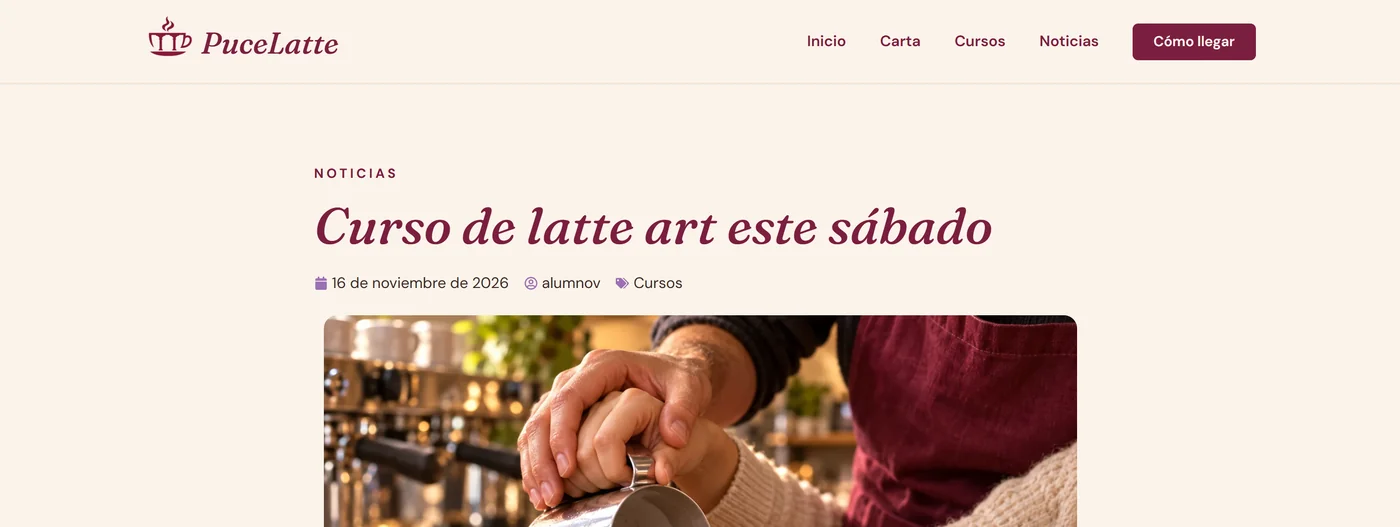 PuceLatte
Inicio Carta Cursos Noticias Cómo llegar
NOTICIAS
Curso de latte art este sábado
16 de noviembre de 2026 alumnov Cursos